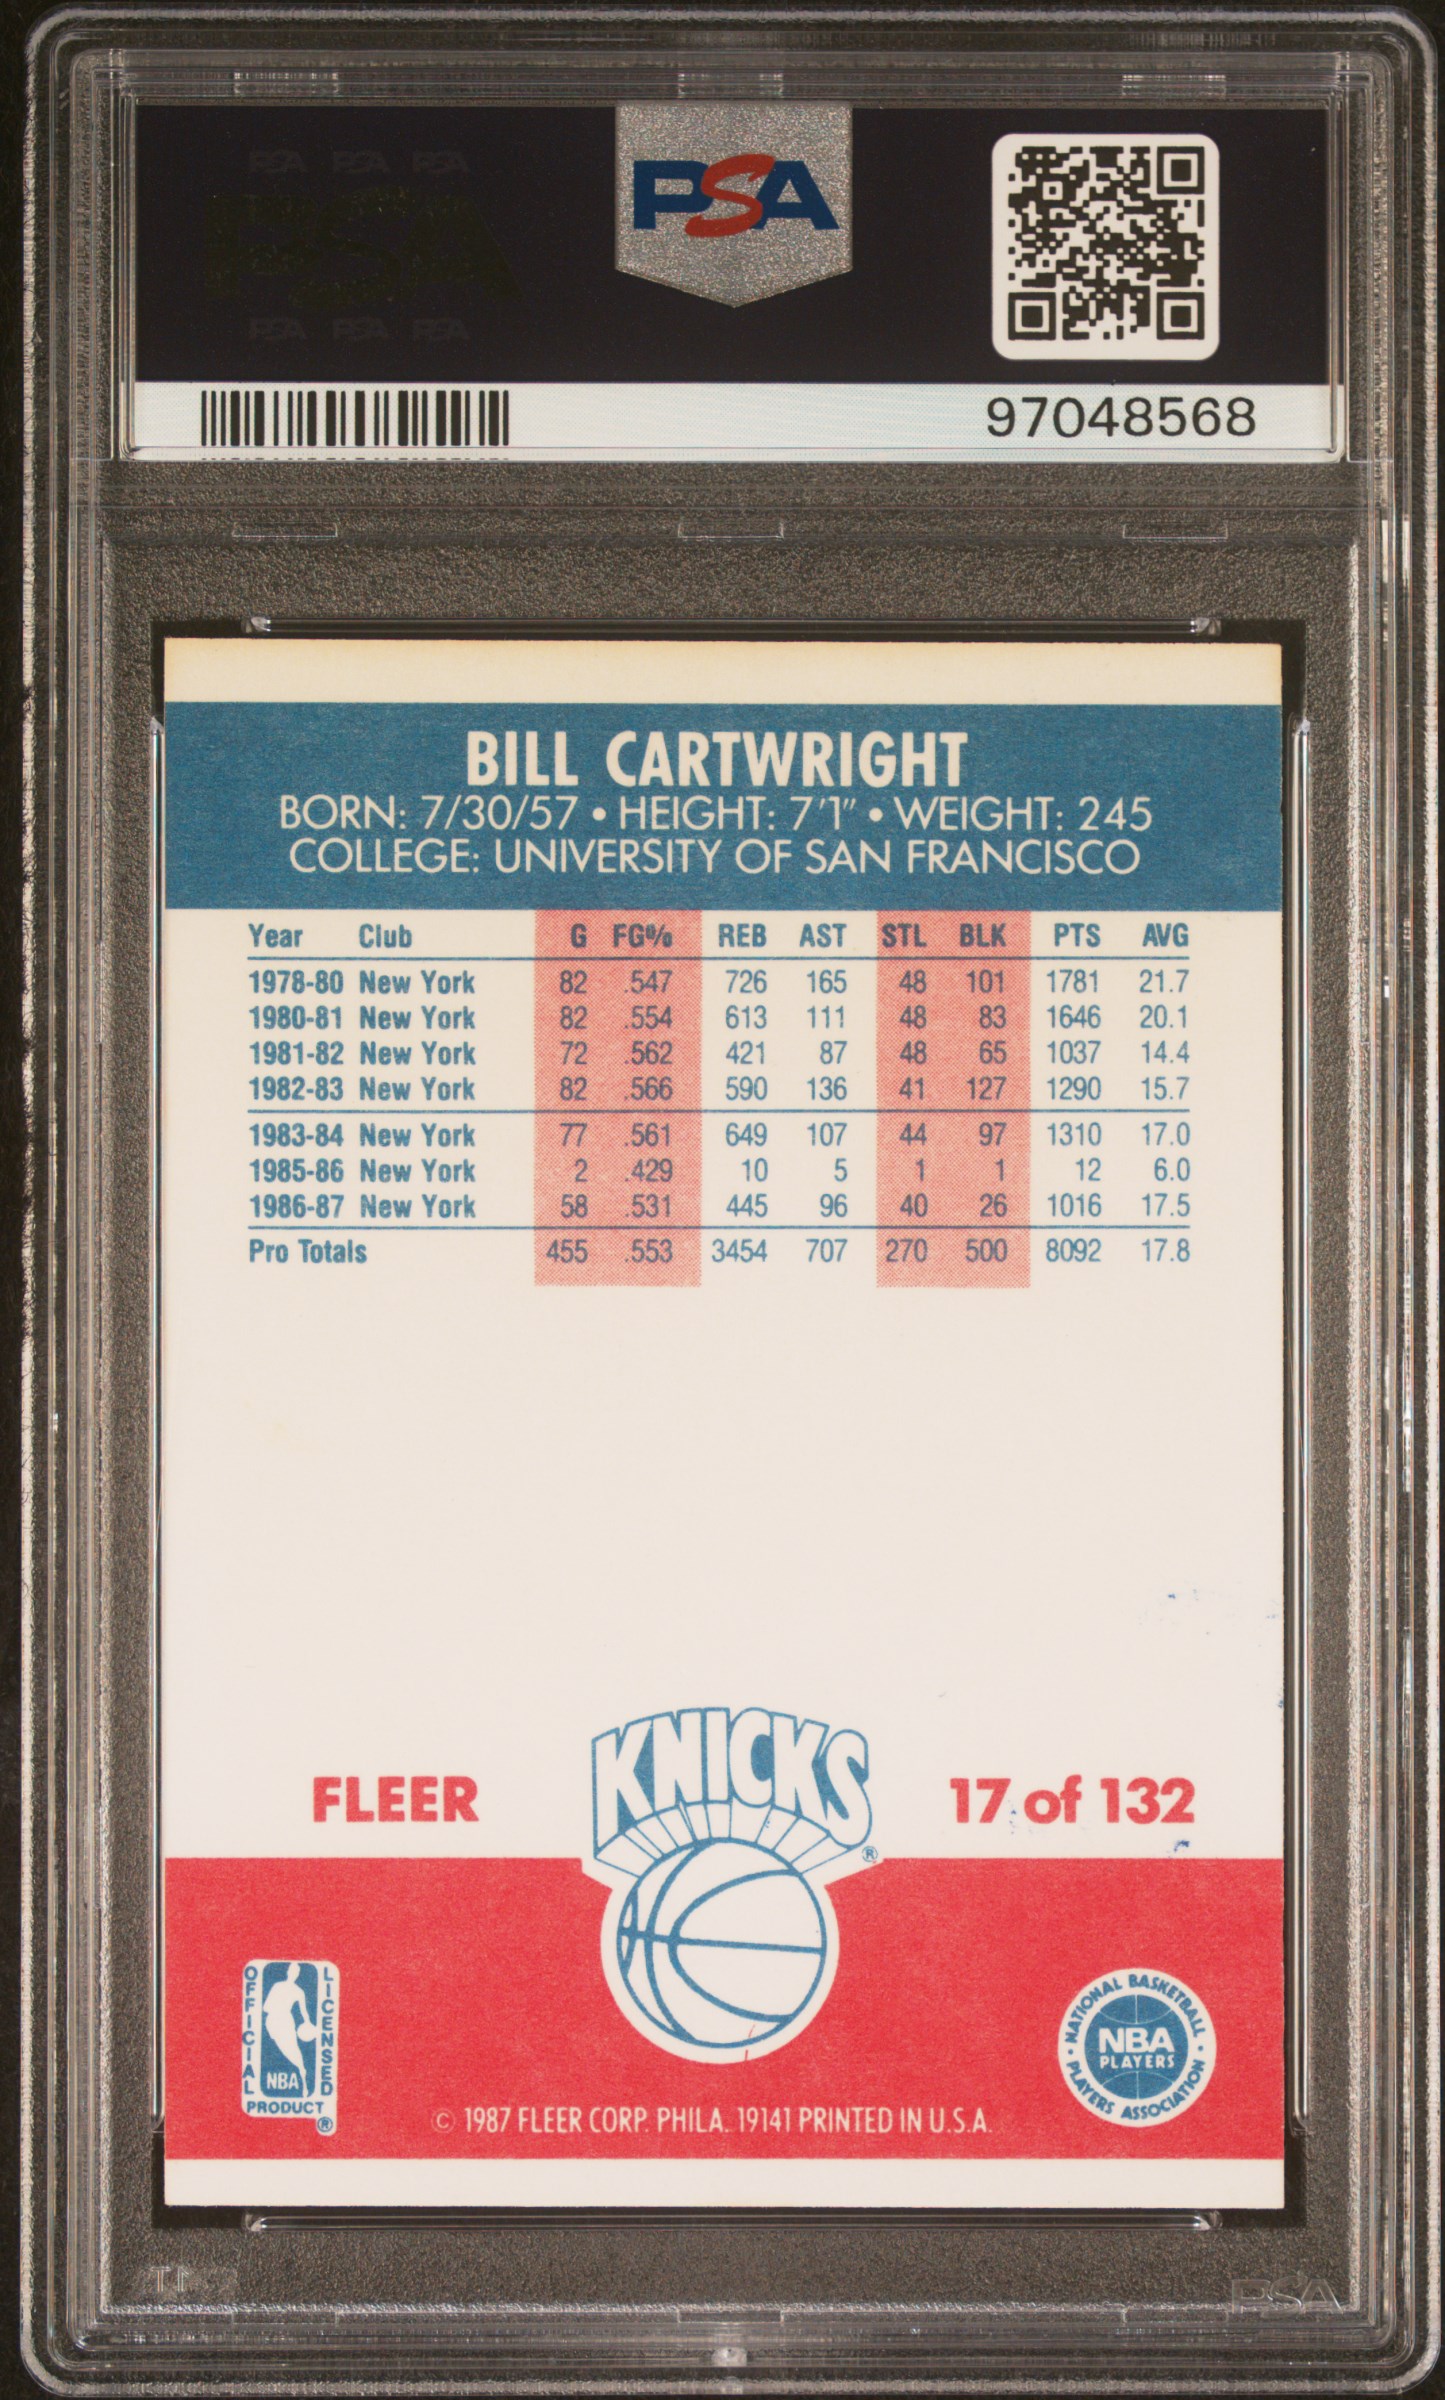 PSA
97048568
BILL CARTWRIGHT
BORN: 7/30/57 • HEIGHT: 7'1" • WEIGHT: 245
COLLEGE: UNIVERSITY OF SAN FRANCISCO
Year Club G FG% REB AST STL BLK PTS AVG
1978-80 New York 82 .547 726 165 48 101 1781 21.7
1980-81 New York 82 .554 613 111 48 83 1646 20.1
1981-82 New York 72 .562 421 87 48 65 1037 14.4
1982-83 New York 82 .566 590 136 41 127 1290 15.7
1983-84 New York 77 .561 649 107 44 97 1310 17.0
1985-86 New York 2 .429 10 5 1 1 12 6.0
1986-87 New York 58 .531 445 96 40 26 1016 17.5
Pro Totals 455 .553 3454 707 270 500 8092 17.8
KNICKS ®
FLEER
17 of 132
OFFICIAL LICENSED
NBA
PRODUCT ®
NATIONAL BASKETBALL
NBA
PLAYERS
• PLAYERS ASSOCIATION •
© 1987 FLEER CORP. PHILA. 19141 PRINTED IN U.S.A.
PSA